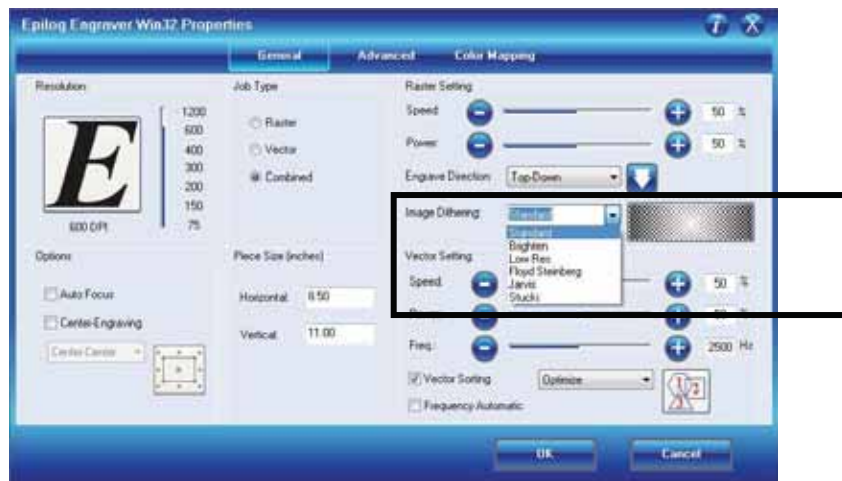 Epilog Engraver Win32 Properties
General Advanced Color Mapping
Resolution
1200
600
400
300
200
150
75
E
600 DPI
Options
Auto Focus
Center-Engraving
Center-Center
Job Type
Raster
Vector
Combined
Piece Size (inches)
Horizontal 8.50
Vertical 11.00
Raster Setting
Speed 50 %
Power 50 %
Engrave Direction: Top-Down
Image Dithering: Standard
Standard
Brighten
Low Res
Floyd Steinberg
Jarvis
Stucki
Vector Setting
Speed 50 %
50 %
Freq.: 2500 Hz
Vector Sorting Optimize
Frequency Automatic
OK Cancel